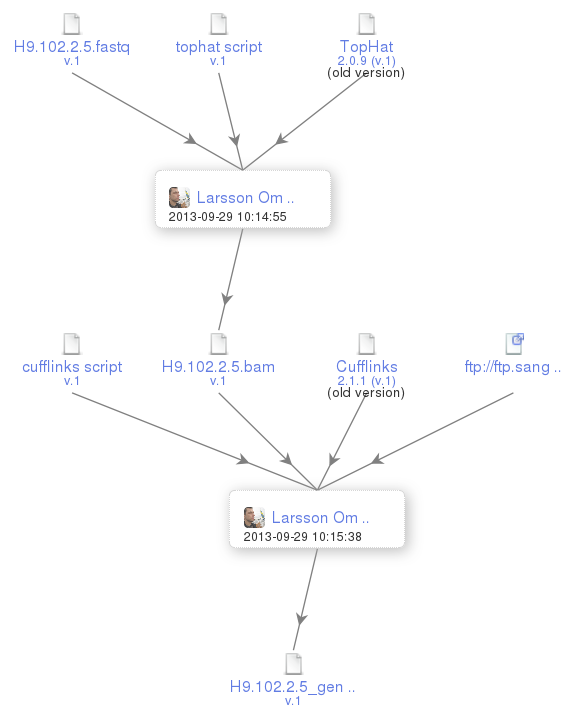 H9.102.2.5.fastq
v.1
tophat script
v.1
TopHat
2.0.9 (v.1)
(old version)
Larsson Om ..
2013-09-29 10:14:55
cufflinks script
v.1
H9.102.2.5.bam
v.1
Cufflinks
2.1.1 (v.1)
(old version)
ftp://ftp.sang ..
Larsson Om ..
2013-09-29 10:15:38
H9.102.2.5_gen ..
v.1